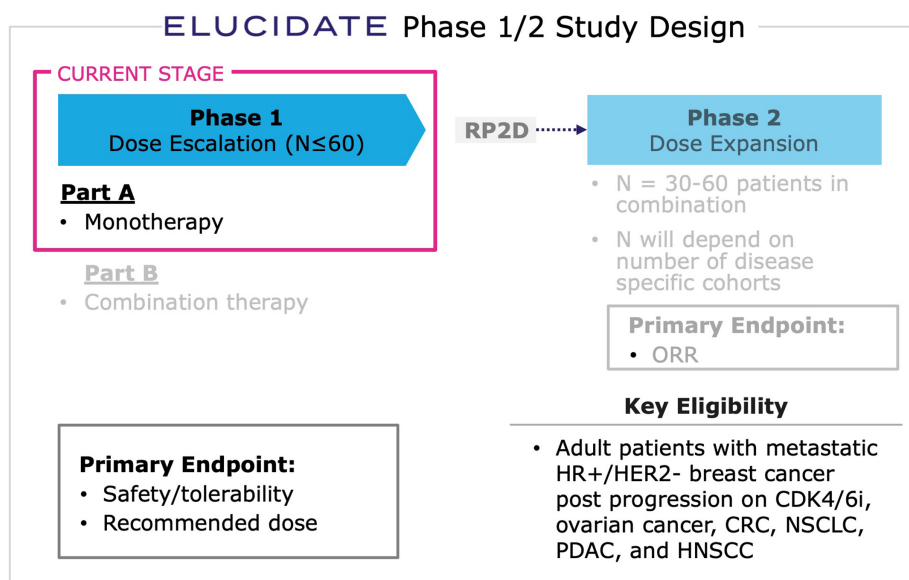 ELUCIDATE Phase 1/2 Study Design
CURRENT STAGE
Phase 1
Dose Escalation (N≤60)
Part A
• Monotherapy
Part B
• Combination therapy
Primary Endpoint:
• Safety/tolerability
• Recommended dose
RP2D
Phase 2
Dose Expansion
• N = 30-60 patients in
combination
• N will depend on
number of disease
specific cohorts
Primary Endpoint:
• ORR
Key Eligibility
• Adult patients with metastatic
HR+/HER2- breast cancer
post progression on CDK4/6i,
ovarian cancer, CRC, NSCLC,
PDAC, and HNSCC